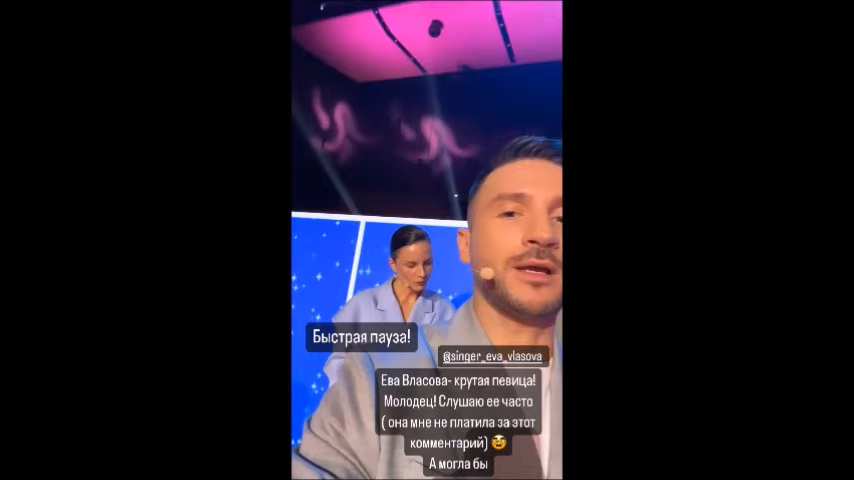 Быстрая пауза!
@singer_eva_vlasova
Ева Власова- крутая певица!
Молодец! Слушаю ее часто
( она мне не платила за этот
комментарий) 🤠
А могла бы